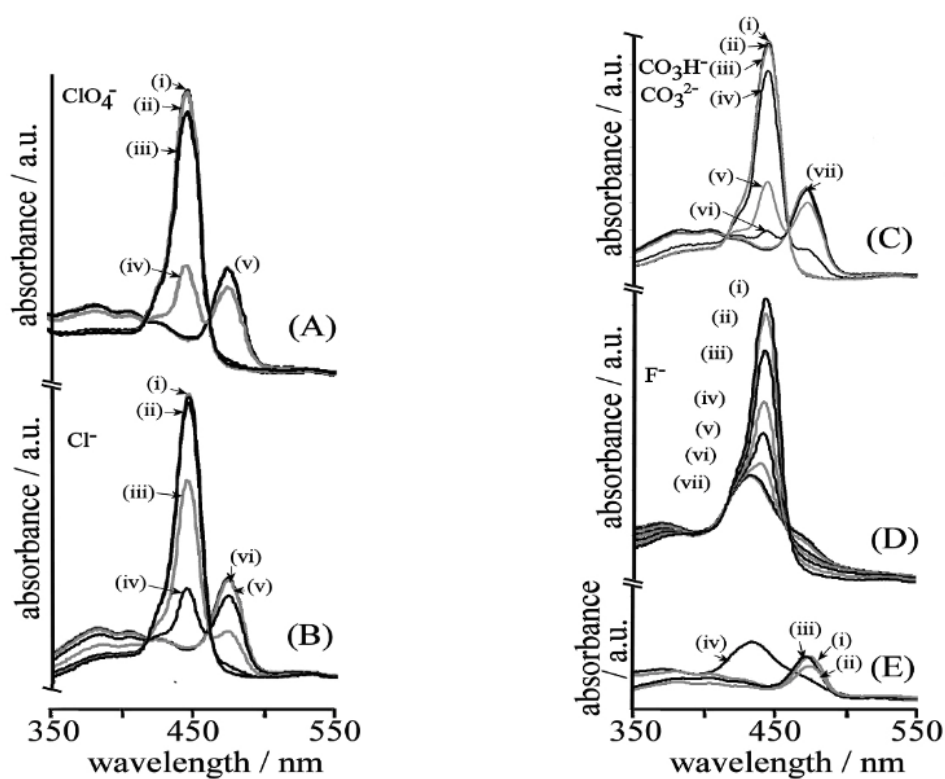 ClO₄⁻
(i)
(ii)
(iii)
(iv)
(v)
(A)
absorbance / a.u.
Cl⁻
(i)
(ii)
(iii)
(iv)
(vi)
(v)
(B)
absorbance / a.u.
350
450
550
wavelength / nm
CO₃H⁻
CO₃²⁻
(i)
(ii)
(iii)
(iv)
(v)
(vi)
(vii)
(C)
absorbance / a.u.
F⁻
(i)
(ii)
(iii)
(iv)
(v)
(vi)
(vii)
(D)
absorbance / a.u.
(iv)
(iii)
(i)
(ii)
(E)
absorbance /
a.u.
350
450
550
wavelength / nm